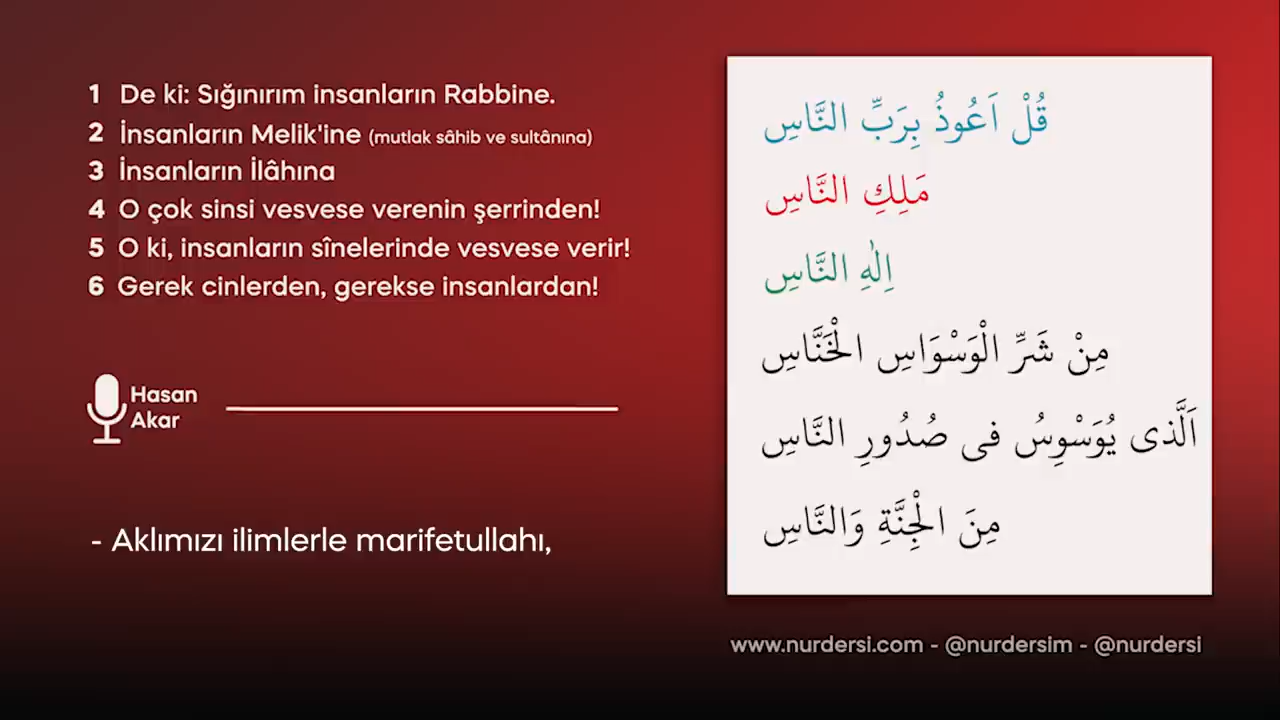 1 De ki: Sığınırım insanların Rabbine.
2 İnsanların Melik'ine (mutlak sâhib ve sultânına)
3 İnsanların İlâhına
4 O çok sinsi vesvese verenin şerrinden!
5 O ki, insanların sînelerinde vesvese verir!
6 Gerek cinlerden, gerekse insanlardan!
Hasan
Akar
- Aklımızı ilimlerle marifetullahı,
قُلْ اَعُوذُ بِرَبِّ النَّاسِ
مَلِكِ النَّاسِ
اِلٰهِ النَّاسِ
مِنْ شَرِّ الْوَسْوَاسِ الْخَنَّاسِ
اَلَّذى يُوَسْوِسُ فى صُدُورِ النَّاسِ
مِنَ الْجِنَّةِ وَالنَّاسِ
www.nurdersi.com - @nurdersim - @nurdersi